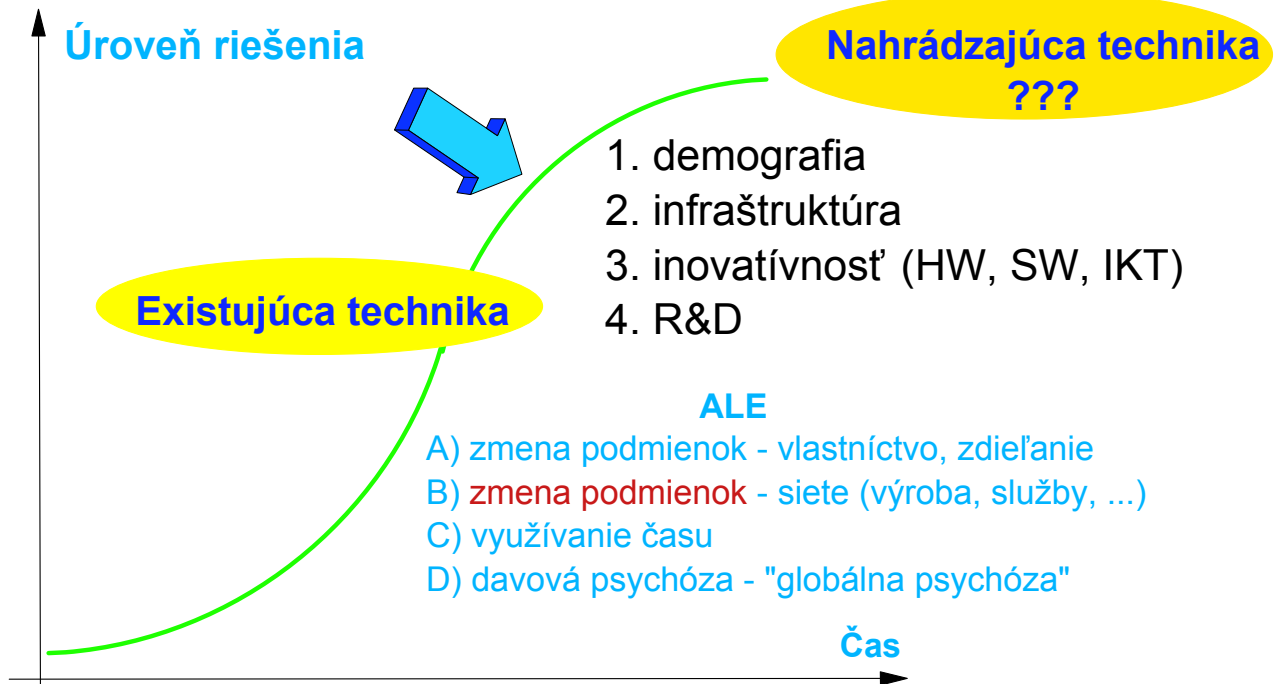 Úroveň riešenia
Nahrádzajúca technika
???
1. demografia
2. infraštruktúra
3. inovatívnosť (HW, SW, IKT)
4. R&D
Existujúca technika
ALE
A) zmena podmienok - vlastníctvo, zdieľanie
B) zmena podmienok - siete (výroba, služby, ...)
C) využívanie času
D) davová psychóza - "globálna psychóza"
Čas